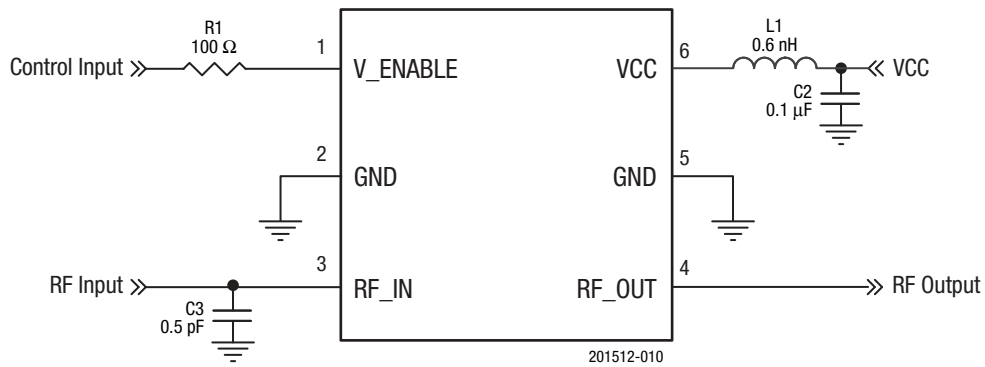 R1
100 Ω
Control Input
1
V_ENABLE
VCC
6
L1
0.6 nH
VCC
C2
0.1 μF
2
GND
GND
5
RF Input
3
RF_IN
C3
0.5 pF
RF_OUT
4
RF Output
201512-010